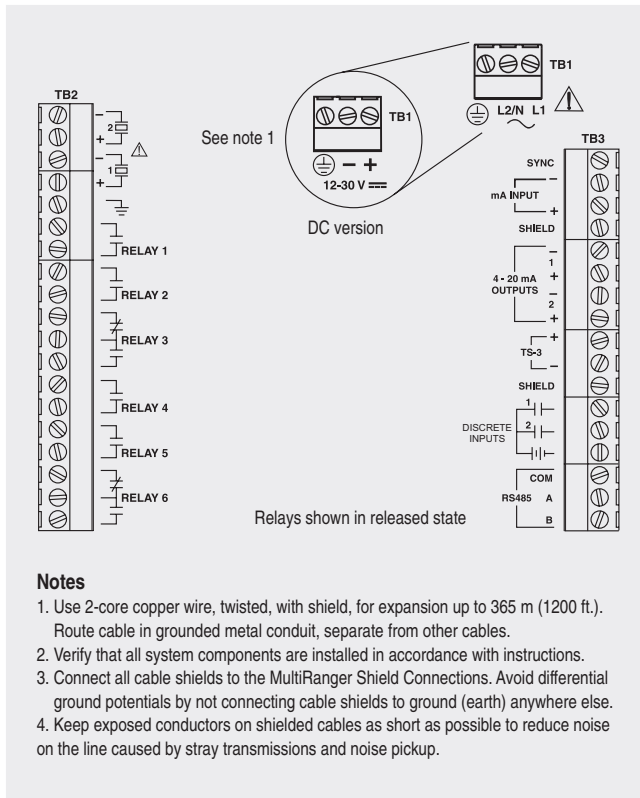 TB2
-
2
+
-
1
+
RELAY 1
RELAY 2
RELAY 3
RELAY 4
RELAY 5
RELAY 6
See note 1
TB1
- +
12-30 V
DC version
TB1
L2/N L1
TB3
SYNC
-
mA INPUT
+
SHIELD
-
1
+
4 - 20 mA
OUTPUTS
-
2
+
+
TS-3
-
SHIELD
1
2
DISCRETE
INPUTS
COM
RS485 A
B
Relays shown in released state
Notes
1. Use 2-core copper wire, twisted, with shield, for expansion up to 365 m (1200 ft.).
Route cable in grounded metal conduit, separate from other cables.
2. Verify that all system components are installed in accordance with instructions.
3. Connect all cable shields to the MultiRanger Shield Connections. Avoid differential
ground potentials by not connecting cable shields to ground (earth) anywhere else.
4. Keep exposed conductors on shielded cables as short as possible to reduce noise
on the line caused by stray transmissions and noise pickup.